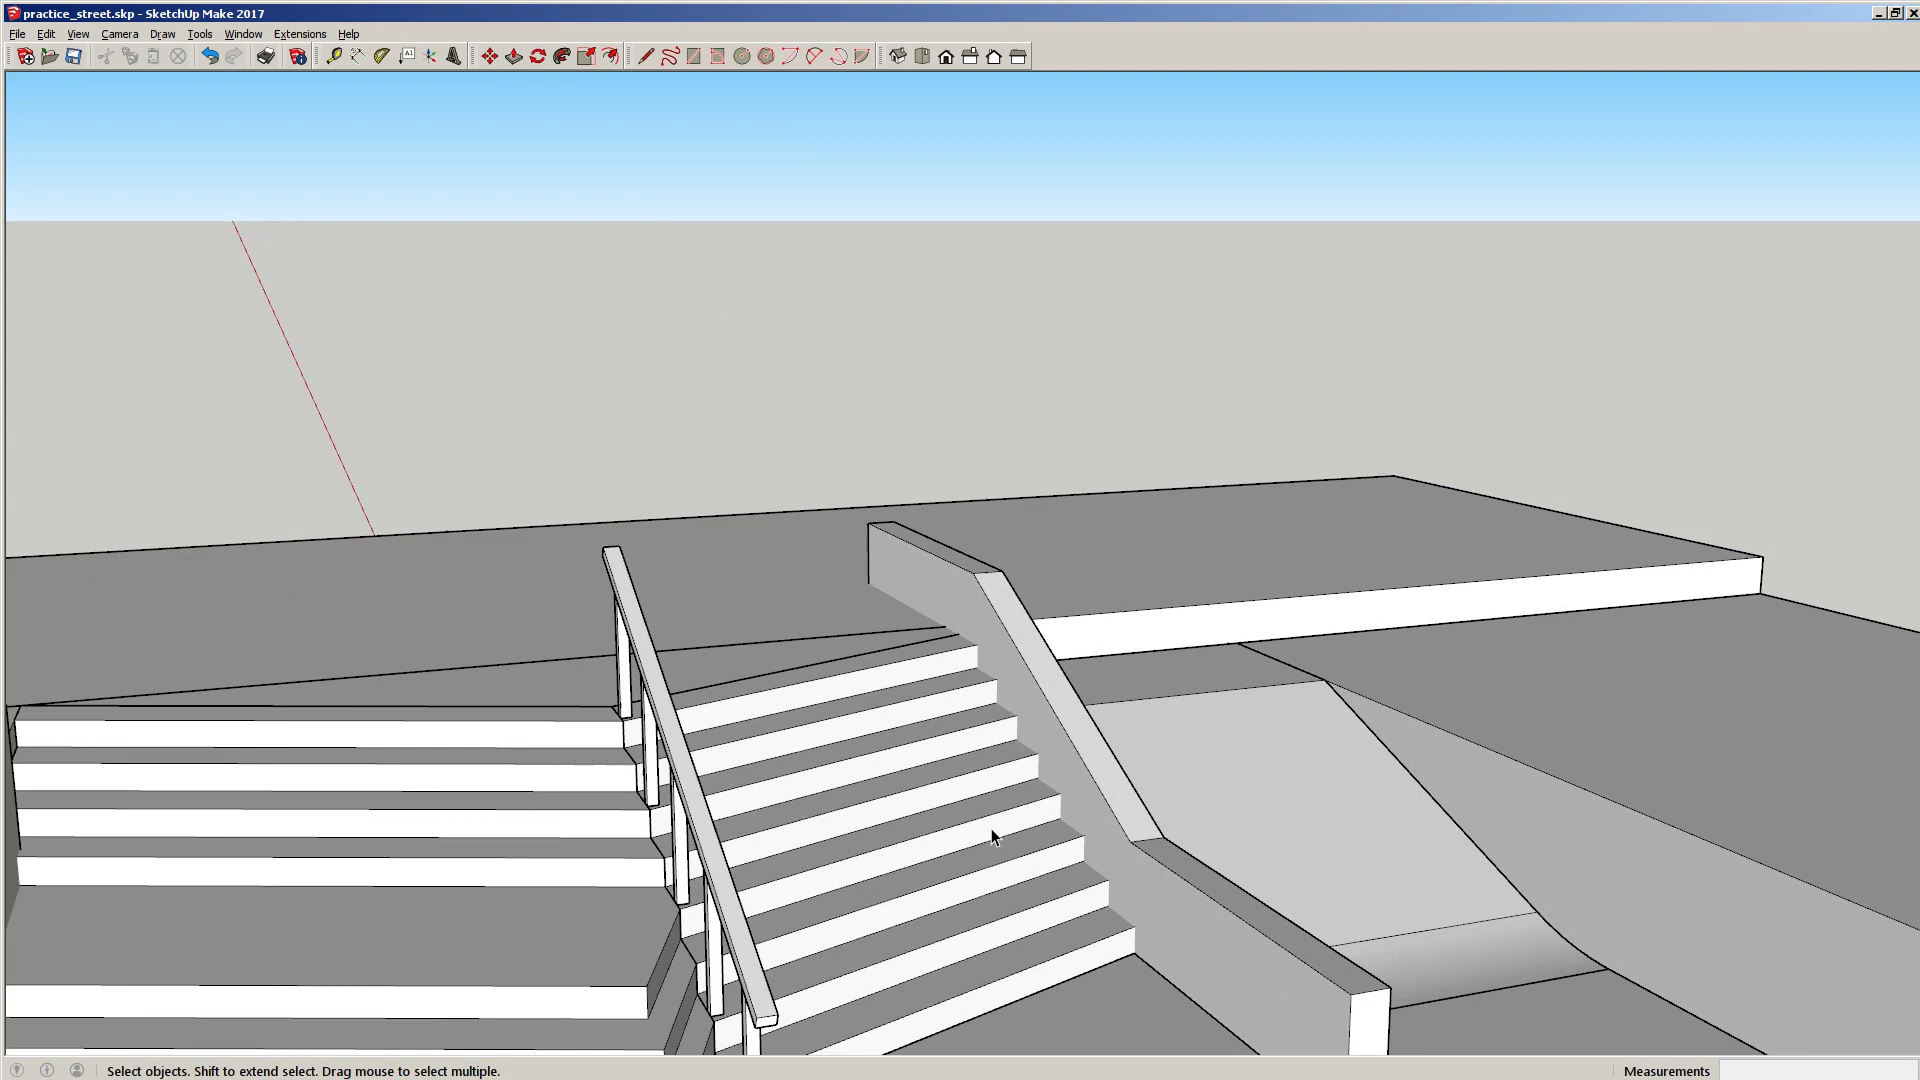 practice_street.skp - SketchUp Make 2017
File Edit View Camera Draw Tools Window Extensions Help
A1
Select objects. Shift to extend select. Drag mouse to select multiple.
Measurements